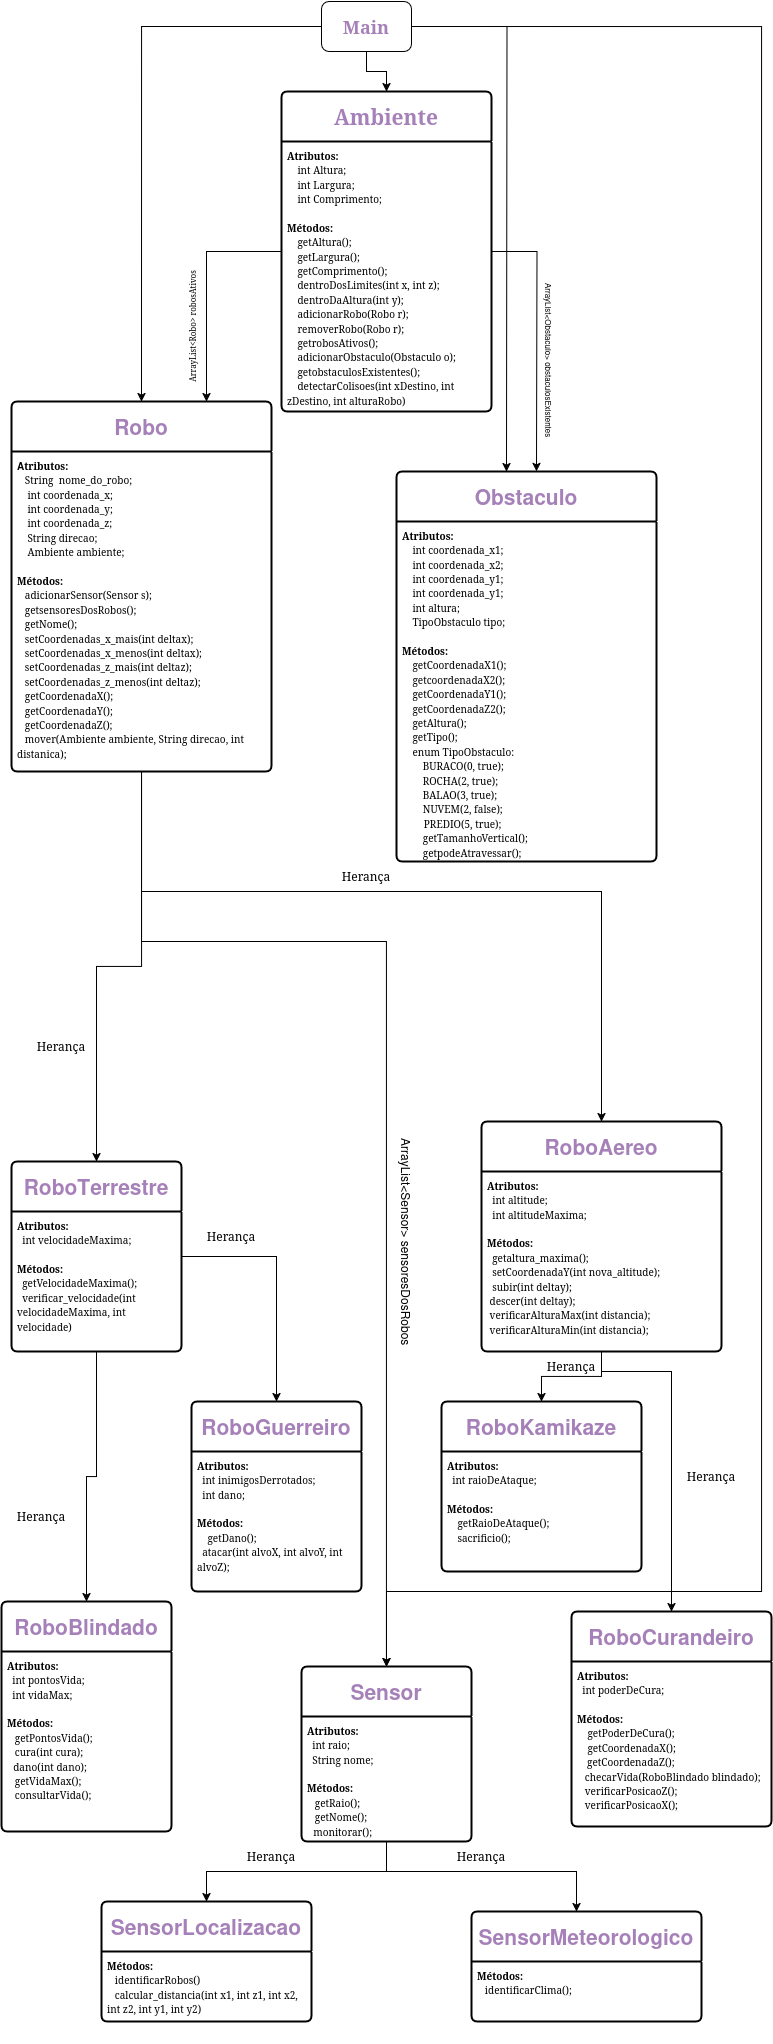 Main
Ambiente
Atributos:
int Altura;
int Largura;
int Comprimento;
Métodos:
getAltura();
getLargura();
getComprimento();
dentroDosLimites(int x, int z);
dentroDaAltura(int y);
adicionarRobo(Robo r);
removerRobo(Robo r);
getrobosAtivos();
adicionarObstaculo(Obstaculo o);
getobstaculosExistentes();
detectarColisoes(int xDestino, int
zDestino, int alturaRobo)
ArrayList<Robo> robosAtivos
ArrayList<Obstaculo> obstaculosExistentes
Robo
Atributos:
String nome_do_robo;
int coordenada_x;
int coordenada_y;
int coordenada_z;
String direcao;
Ambiente ambiente;
Métodos:
adicionarSensor(Sensor s);
getsensoresDosRobos();
getNome();
setCoordenadas_x_mais(int deltax);
setCoordenadas_x_menos(int deltax);
setCoordenadas_z_mais(int deltaz);
setCoordenadas_z_menos(int deltaz);
getCoordenadaX();
getCoordenadaY();
getCoordenadaZ();
mover(Ambiente ambiente, String direcao, int
distanica);
Obstaculo
Atributos:
int coordenada_x1;
int coordenada_x2;
int coordenada_y1;
int coordenada_y1;
int altura;
TipoObstaculo tipo;
Métodos:
getCoordenadaX1();
getcoordenadaX2();
getCoordenadaY1();
getCoordenadaZ2();
getAltura();
getTipo();
enum TipoObstaculo:
BURACO(0, true);
ROCHA(2, true);
BALAO(3, true);
NUVEM(2, false);
PREDIO(5, true);
getTamanhoVertical();
getpodeAtravessar();
Herança
Herança
ArrayList<Sensor> sensoresDosRobos
RoboAereo
Atributos:
int altitude;
int altitudeMaxima;
Métodos:
getaltura_maxima();
setCoordenadaY(int nova_altitude);
subir(int deltay);
descer(int deltay);
verificarAlturaMax(int distancia);
verificarAlturaMin(int distancia);
RoboTerrestre
Atributos:
int velocidadeMaxima;
Métodos:
getVelocidadeMaxima();
verificar_velocidade(int
velocidadeMaxima, int
velocidade)
Herança
Herança
RoboGuerreiro
Atributos:
int inimigosDerrotados;
int dano;
Métodos:
getDano();
atacar(int alvoX, int alvoY, int
alvoZ);
RoboKamikaze
Atributos:
int raioDeAtaque;
Métodos:
getRaioDeAtaque();
sacrificio();
Herança
Herança
RoboBlindado
Atributos:
int pontosVida;
int vidaMax;
Métodos:
getPontosVida();
cura(int cura);
dano(int dano);
getVidaMax();
consultarVida();
RoboCurandeiro
Atributos:
int poderDeCura;
Métodos:
getPoderDeCura();
getCoordenadaX();
getCoordenadaZ();
checarVida(RoboBlindado blindado);
verificarPosicaoZ();
verificarPosicaoX();
Sensor
Atributos:
int raio;
String nome;
Métodos:
getRaio();
getNome();
monitorar();
Herança
Herança
SensorLocalizacao
Métodos:
identificarRobos()
calcular_distancia(int x1, int z1, int x2,
int z2, int y1, int y2)
SensorMeteorologico
Métodos:
identificarClima();